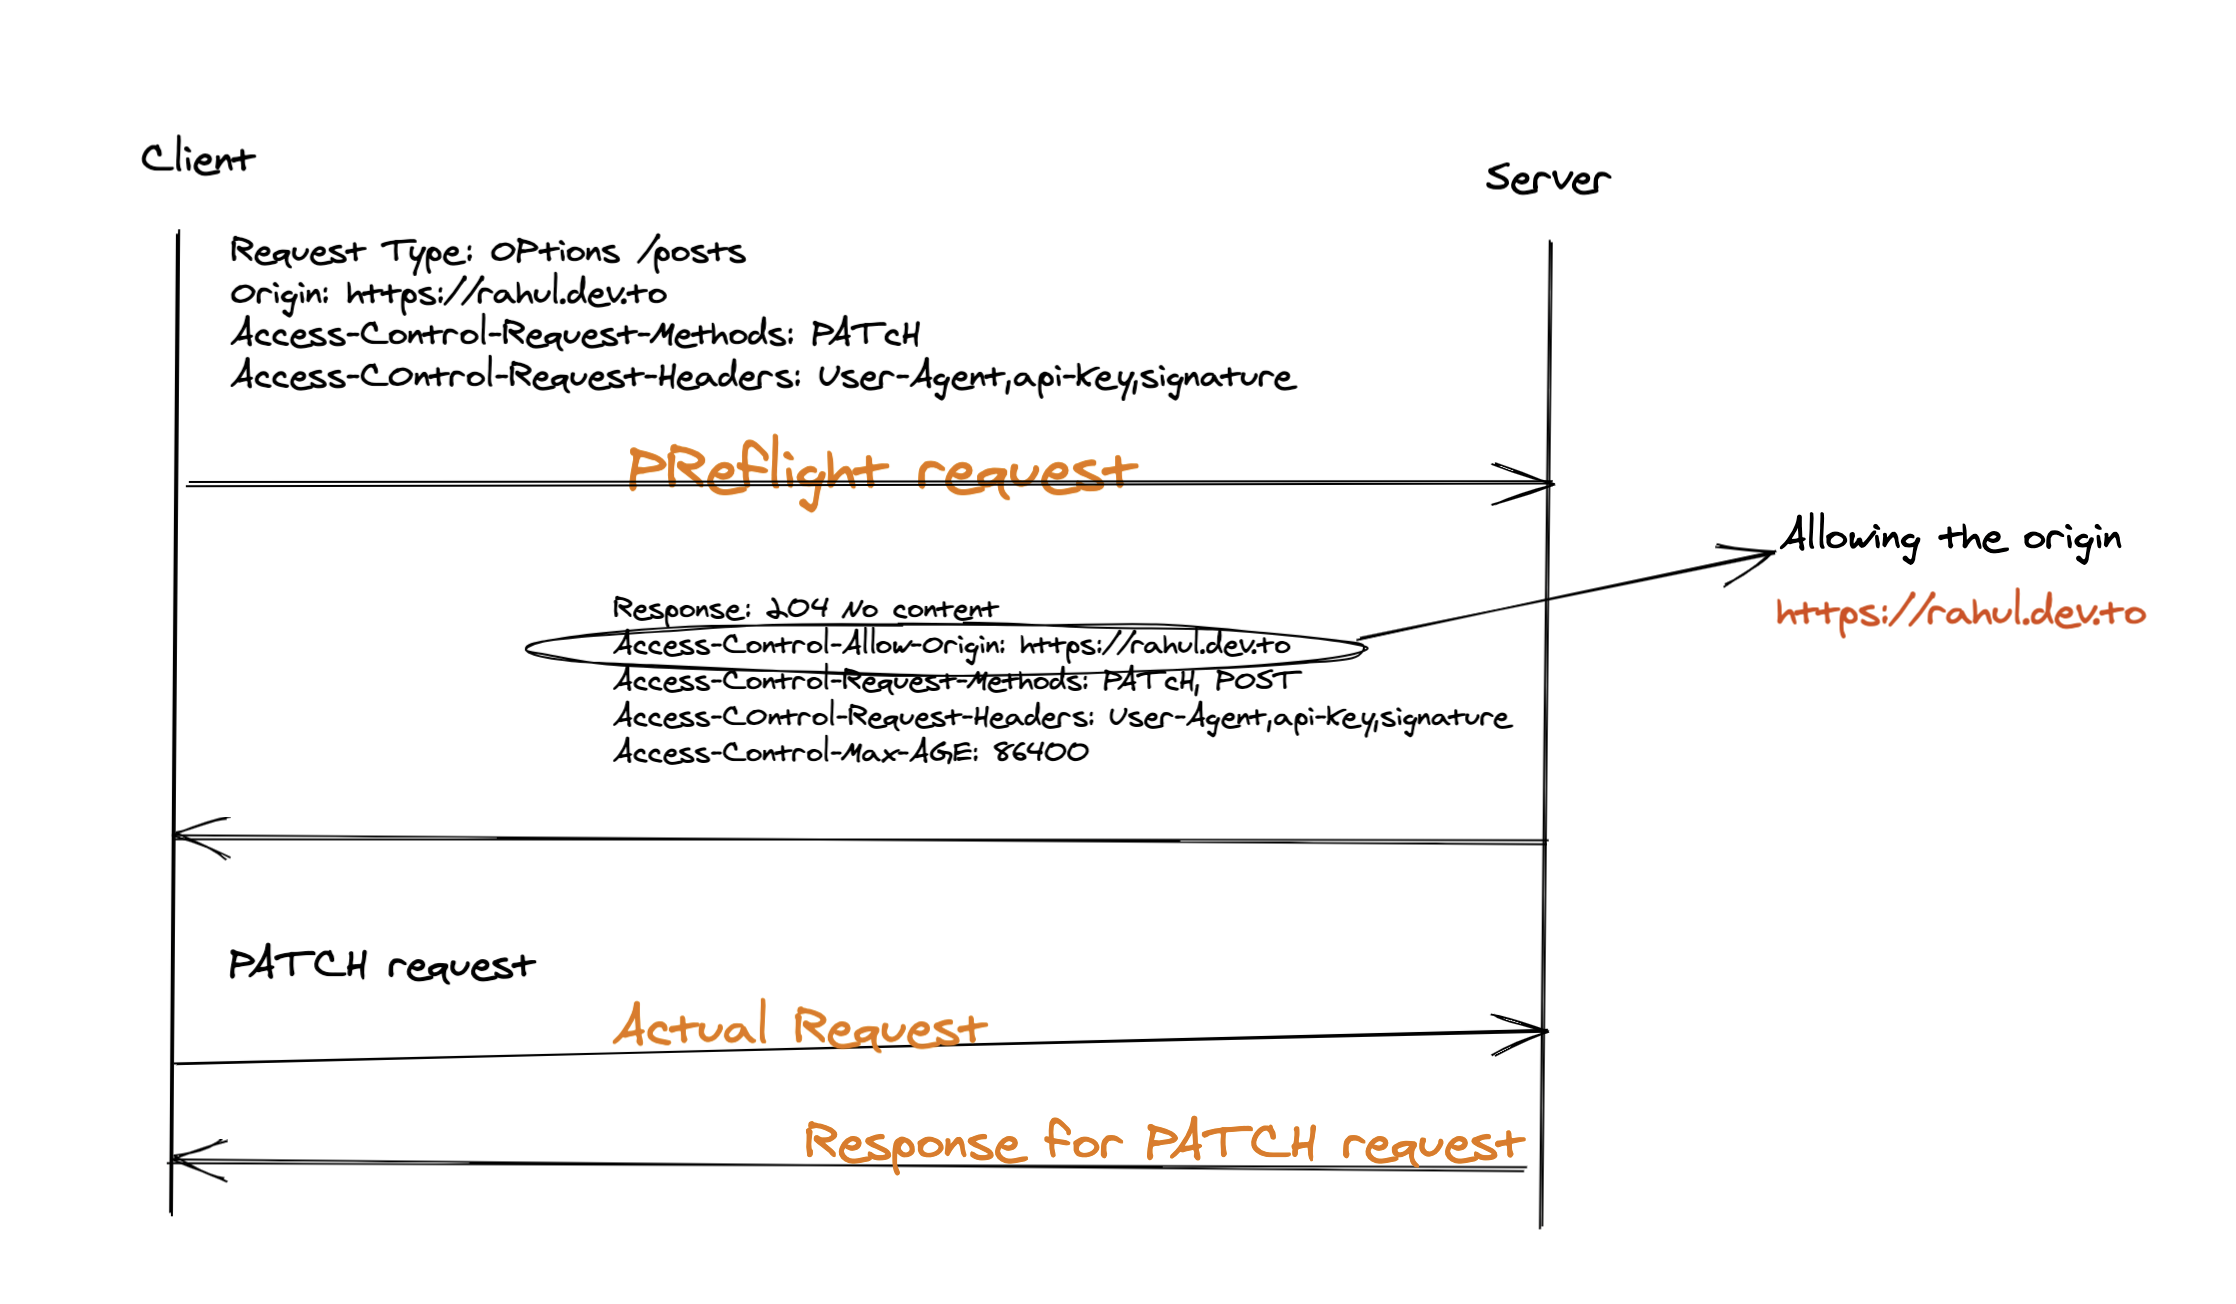 Client
Server
Request Type: OPtions /posts
Origin: https://rahul.dev.to
Access-Control-Request-Methods: PATcH
Access-COntrol-Request-Headers: User-Agent,api-Key,signature
PReflight request
Allowing the origin
https://rahul.dev.to
Response: 204 No content
Access-Control-Allow-Origin: https://rahul.dev.to
Access-Control-Request-Methods: PATcH, POST
Access-COntrol-Request-Headers: User-Agent,api-Key,signature
Access-Control-Max-AGE: 86400
PATCH request
Actual Request
Response for PATCH request